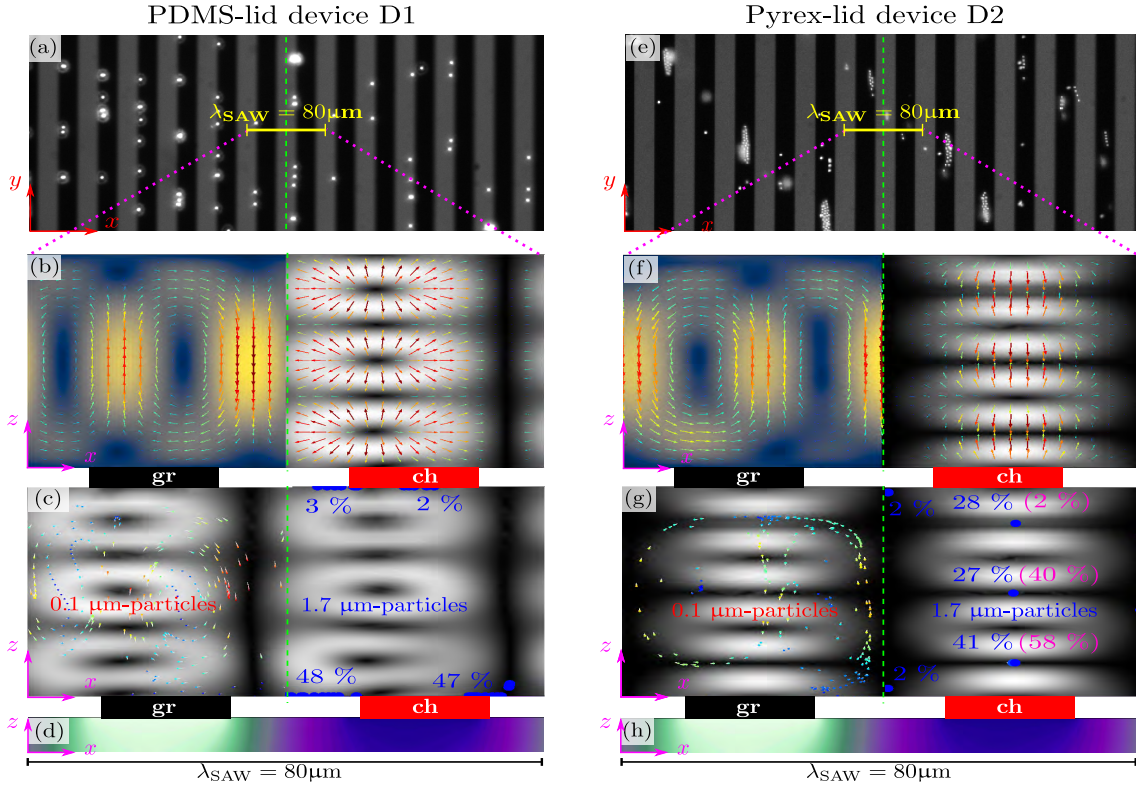 PDMS-lid device D1
Pyrex-lid device D2
(a)
λSAW = 80µm
y
x
(e)
λSAW = 80µm
y
x
(b)
z
x
gr
ch
(f)
z
x
gr
ch
(c)
3 %
2 %
0.1 µm-particles
1.7 µm-particles
48 %
47 %
z
x
gr
ch
(g)
2 %
28 % (2 %)
27 % (40 %)
0.1 µm-particles
1.7 µm-particles
41 % (58 %)
2 %
z
x
gr
ch
(d)
z
x
λSAW = 80µm
(h)
z
x
λSAW = 80µm